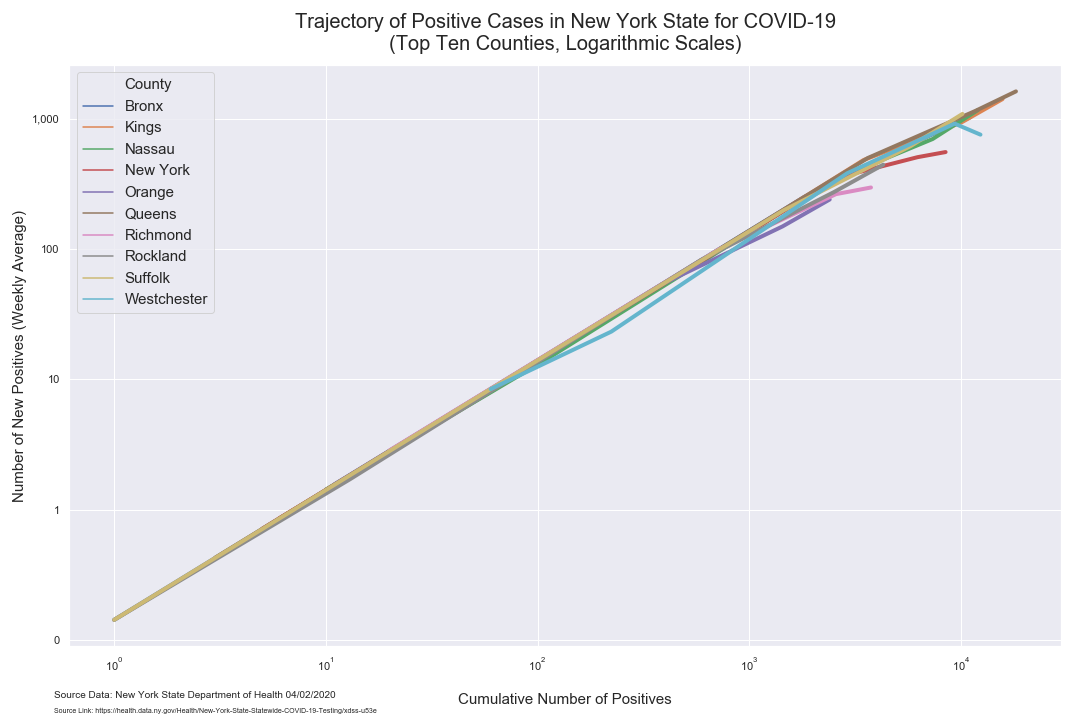 Trajectory of Positive Cases in New York State for COVID-19
(Top Ten Counties, Logarithmic Scales)
County
Bronx
Kings
Nassau
New York
Orange
Queens
Richmond
Rockland
Suffolk
Westchester
Number of New Positives (Weekly Average)
1,000
100
10
1
0
10⁰
10¹
10²
10³
10⁴
Cumulative Number of Positives
Source Data: New York State Department of Health 04/02/2020
Source Link: https://health.data.ny.gov/Health/New-York-State-Statewide-COVID-19-Testing/xdss-u53e